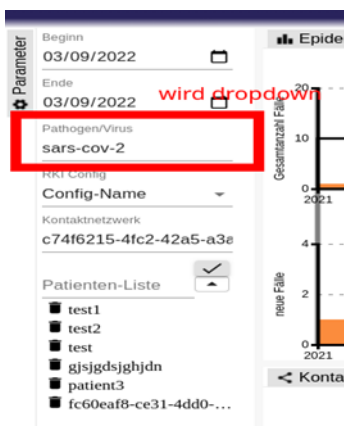 Parameter
Beginn
03/09/2022
Ende
03/09/2022
wird dropdown
Pathogen/Virus
sars-cov-2
RKI Config
Config-Name
Kontaktnetzwerk
c74f6215-4fc2-42a5-a3a
Patienten-Liste
test1
test2
test
gjsjgdsjghjdn
patient3
fc60eaf8-ce31-4dd0-...
Epide
Gesamtanzahl Fälle
20
10
0
2021
neue Fälle
4
2
0
2021
Konta